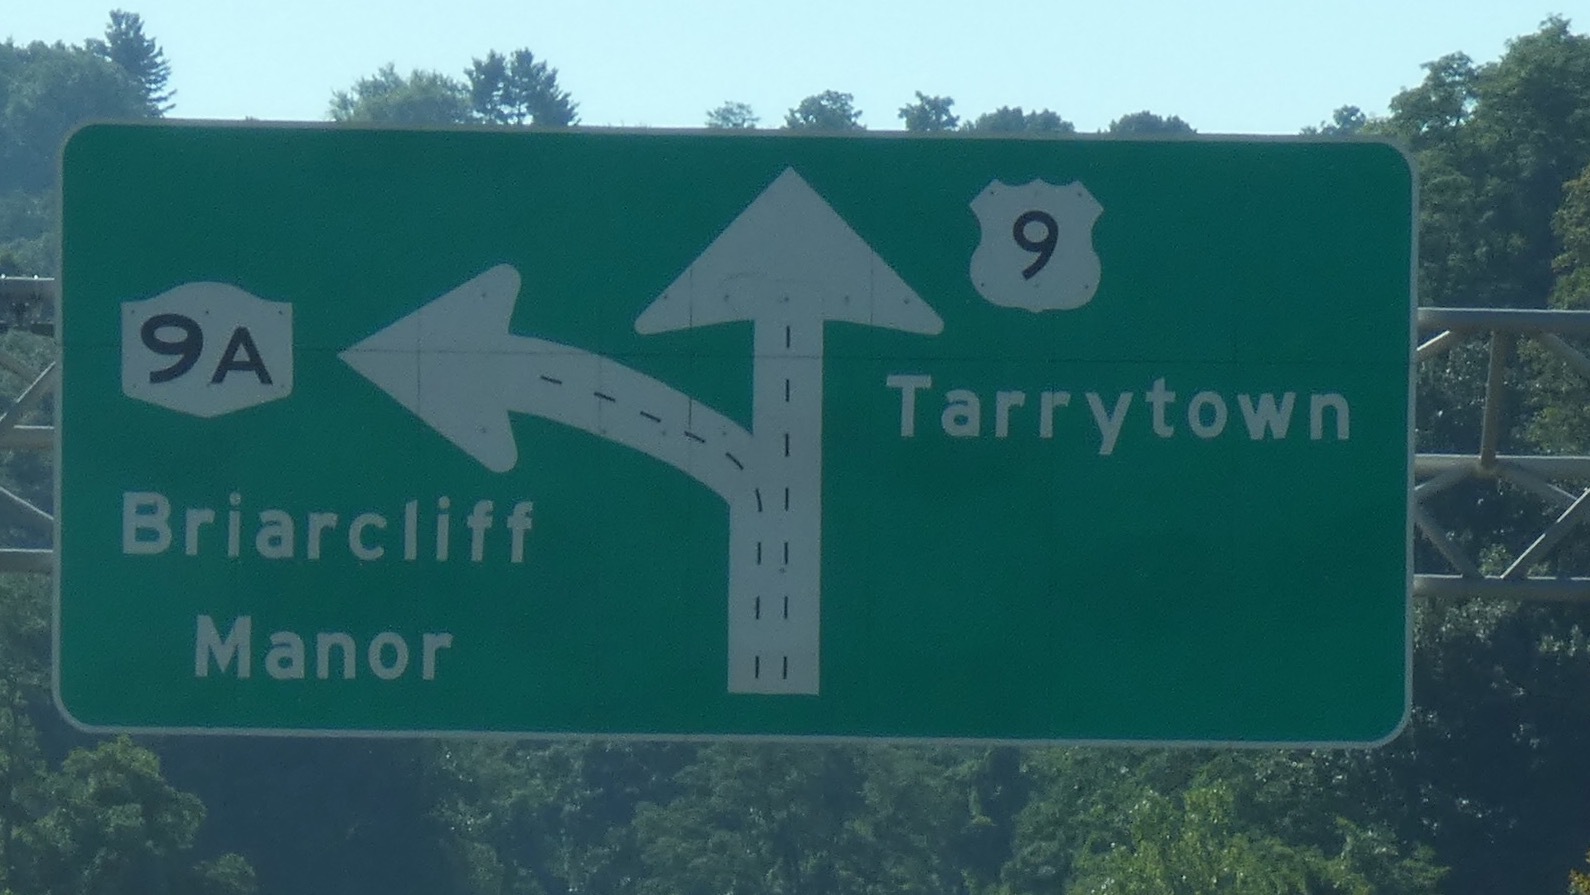 9A
Briarcliff
Manor
9
Tarrytown